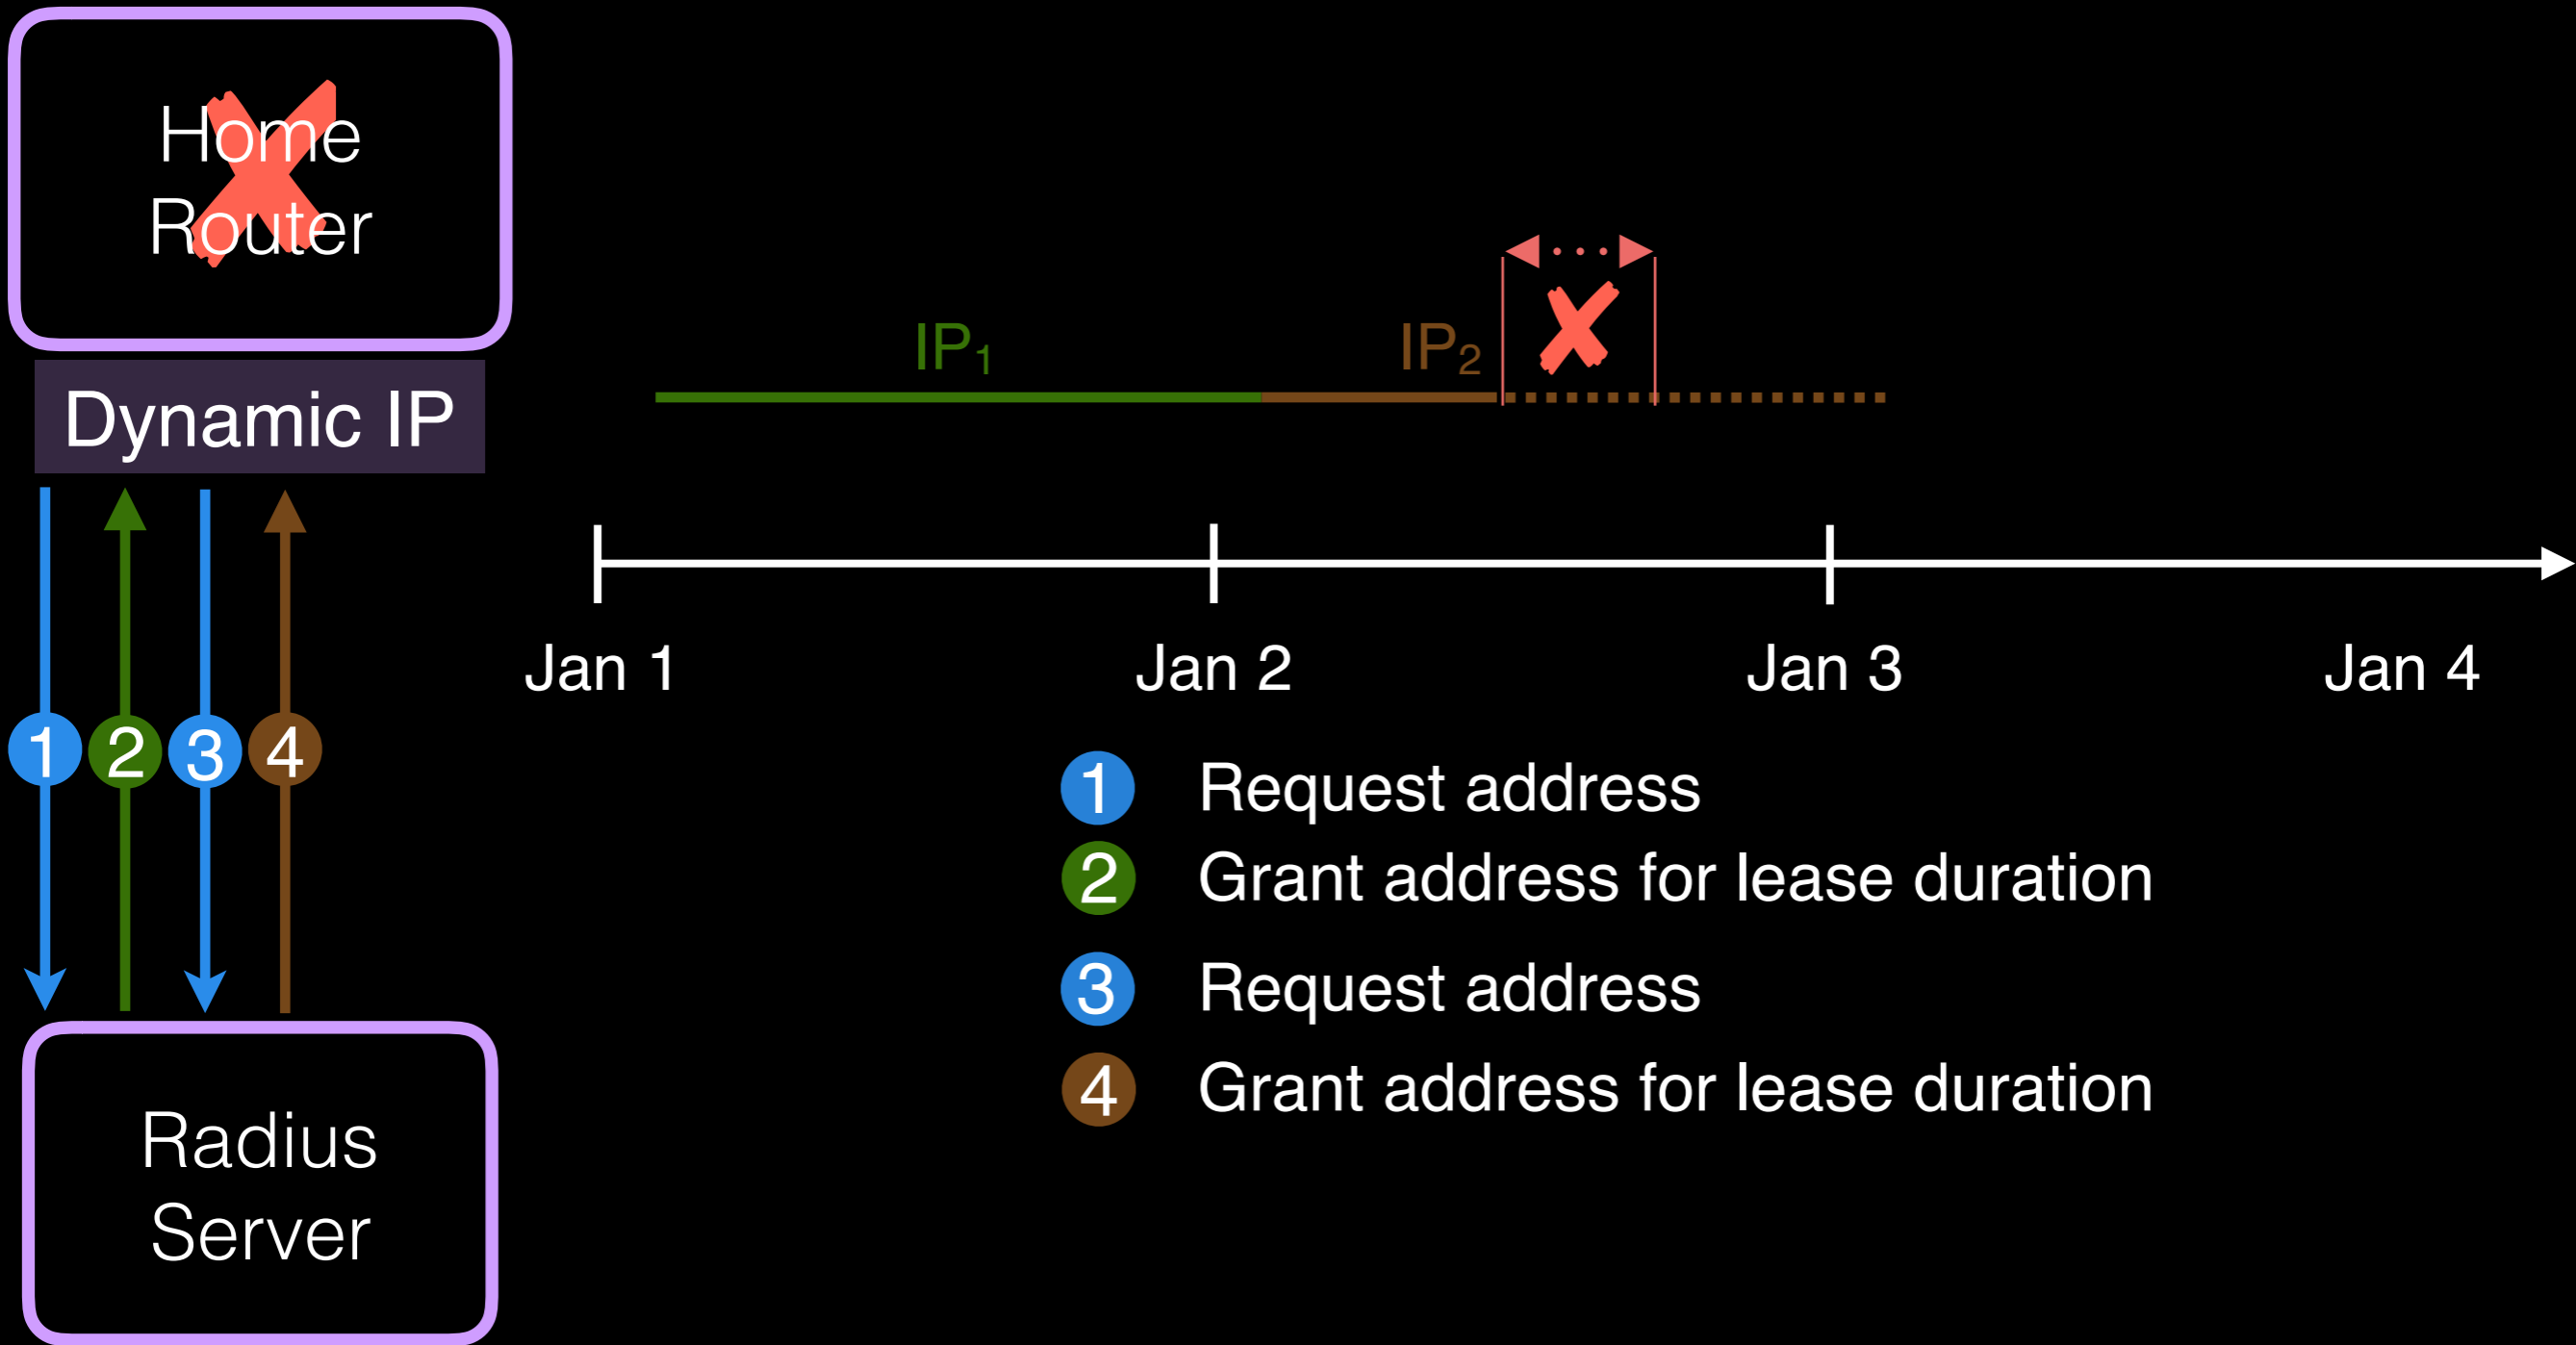 Home
Router
Dynamic IP
IP₁
IP₂
Jan 1
Jan 2
Jan 3
Jan 4
1
2
3
4
1 Request address
2 Grant address for lease duration
3 Request address
4 Grant address for lease duration
Radius
Server